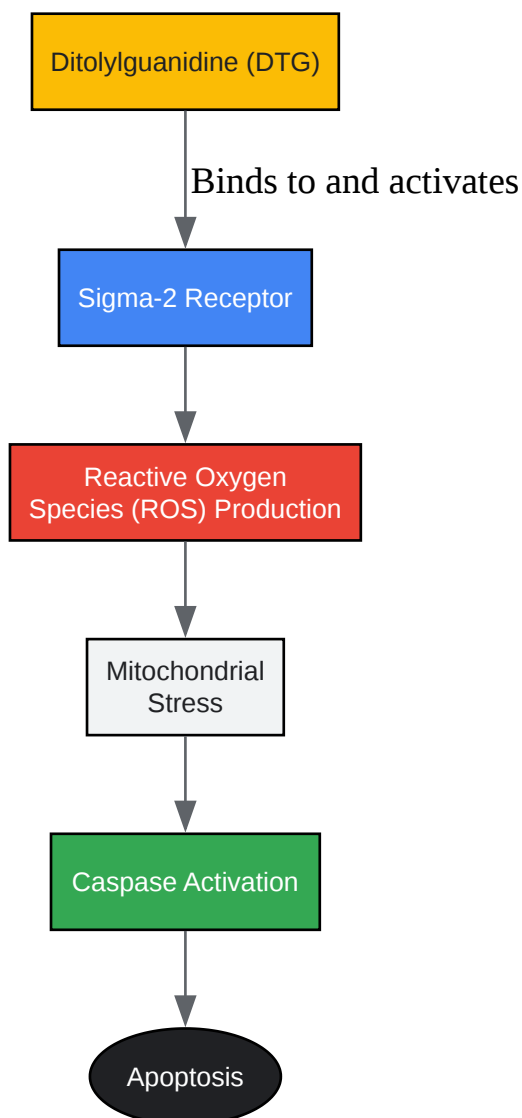 Ditolylguanidine (DTG)
Binds to and activates
Sigma-2 Receptor
Reactive Oxygen
Species (ROS) Production
Mitochondrial
Stress
Caspase Activation
Apoptosis